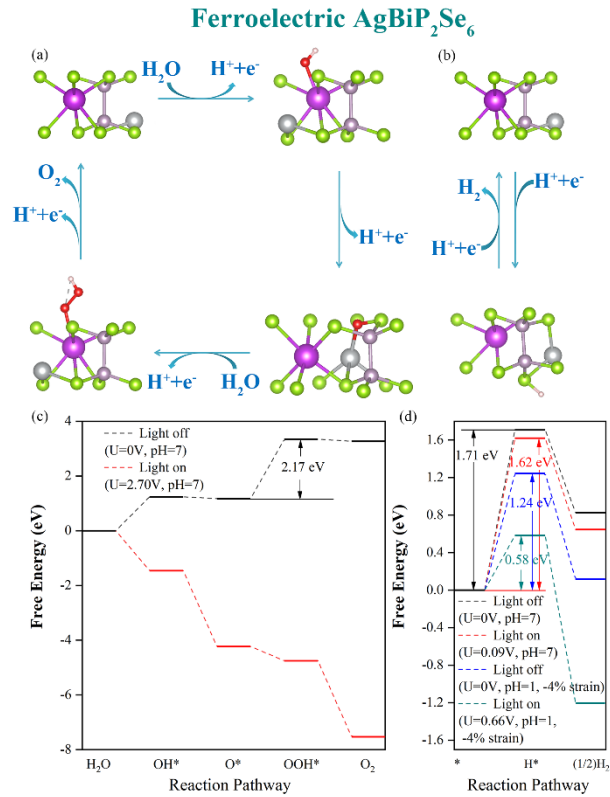 Ferroelectric AgBiP₂Se₆
(a)
H₂O
H⁺+e⁻
(b)
O₂
H⁺+e⁻
H⁺+e⁻
H₂
H⁺+e⁻
H⁺+e⁻
H⁺+e⁻
H₂O
(c)
4
2
0
-2
-4
-6
-8
Free Energy (eV)
Light off
(U=0V, pH=7)
Light on
(U=2.70V, pH=7)
2.17 eV
H₂O
OH*
O*
OOH*
O₂
Reaction Pathway
(d)
1.6
1.2
0.8
0.4
0.0
-0.4
-0.8
-1.2
-1.6
Free Energy (eV)
1.71 eV
1.62 eV
1.24 eV
0.58 eV
Light off
(U=0V, pH=7)
Light on
(U=0.09V, pH=7)
Light off
(U=0V, pH=1, -4% strain)
Light on
(U=0.66V, pH=1,
-4% strain)
*
H*
(1/2)H₂
Reaction Pathway